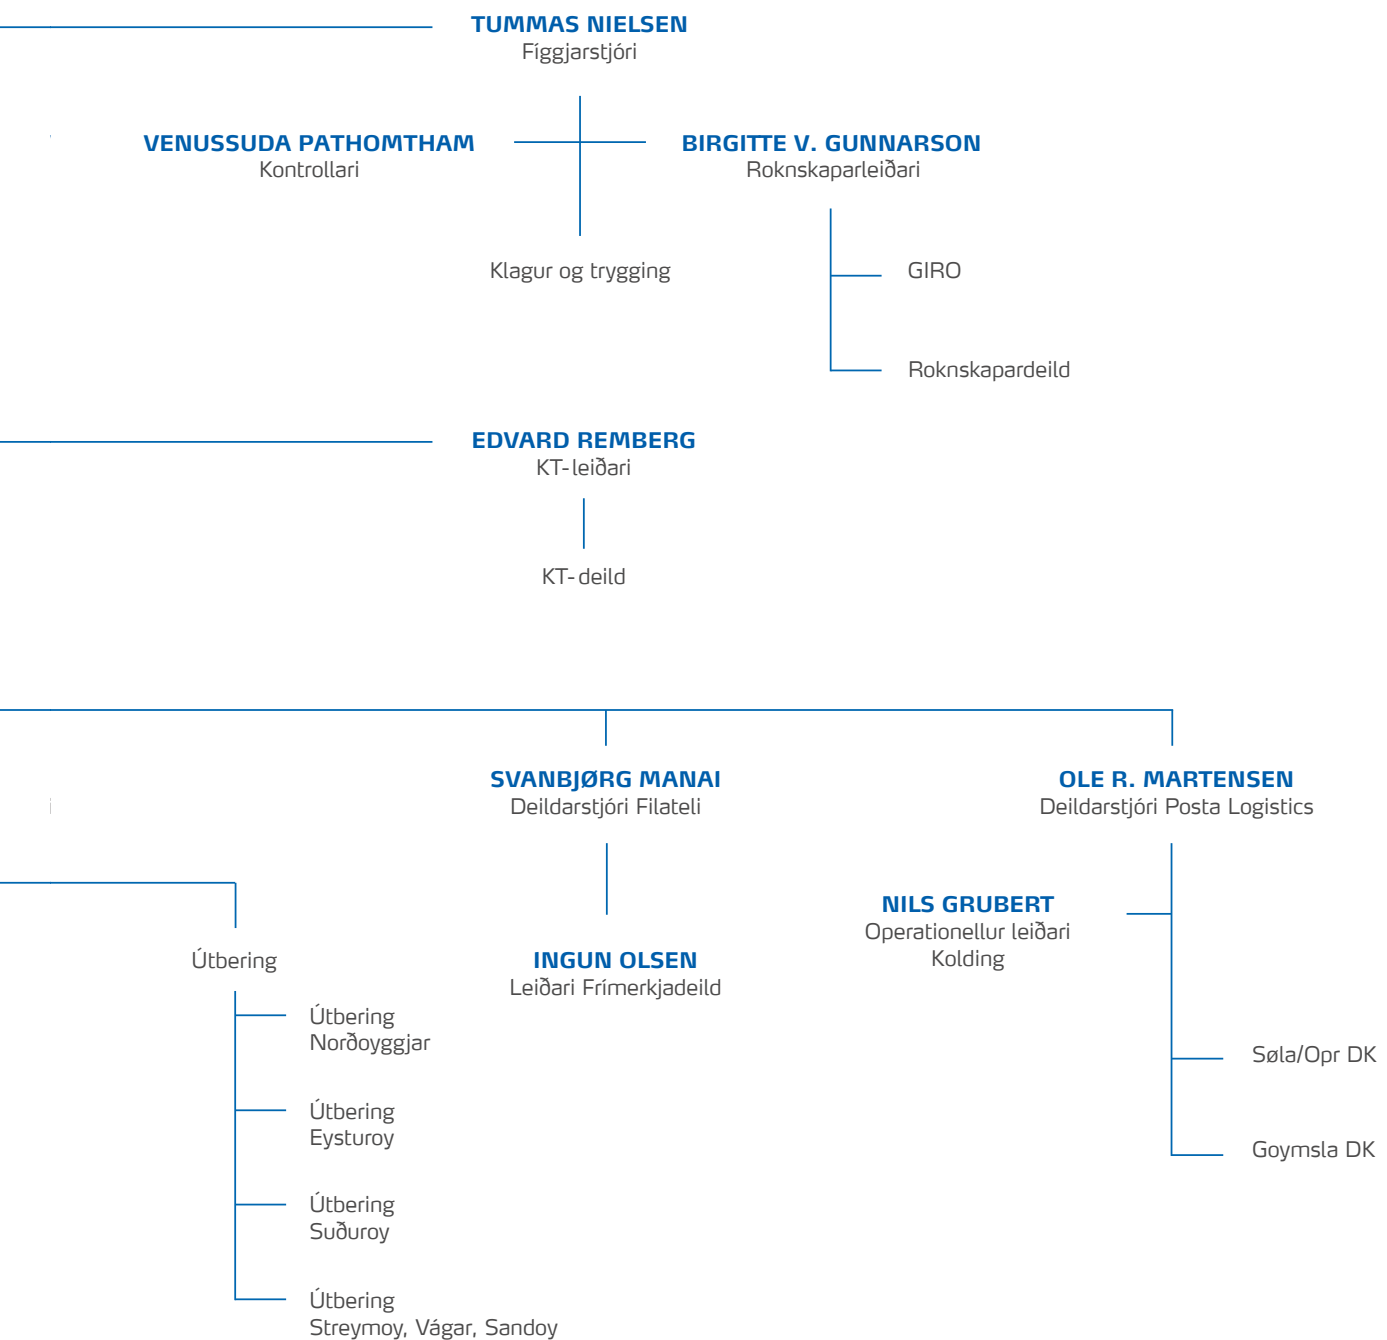 TUMMAS NIELSEN
Fíggjarstjóri
VENUSSUDA PATHOMTHAM
Kontrollari
BIRGITTE V. GUNNARSON
Roknskaparleiðari
Klagur og trygging
GIRO
Roknskapardeild
EDVARD REMBERG
KT-leiðari
KT-deild
SVANBJØRG MANAI
Deildarstjóri Filateli
OLE R. MARTENSEN
Deildarstjóri Posta Logistics
NILS GRUBERT
Operationellur leiðari
Kolding
Útbering
INGUN OLSEN
Leiðari Frímerkjadeild
Útbering
Norðoyggjar
Útbering
Eysturoy
Útbering
Suðuroy
Útbering
Streymoy, Vágar, Sandoy
Søla/Opr DK
Goymsla DK